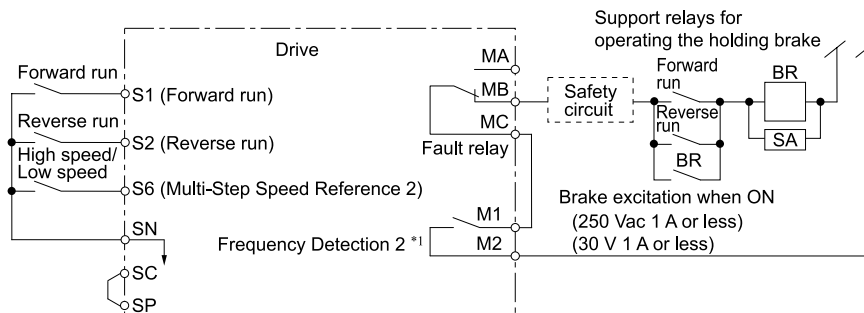 Support relays for
operating the holding brake
Drive
MA
Forward run
S1 (Forward run)
MB
Safety
circuit
Forward
run
BR
Reverse run
S2 (Reverse run)
MC
Fault relay
Reverse
run
SA
High speed/
Low speed
S6 (Multi-Step Speed Reference 2)
BR
Brake excitation when ON
(250 Vac 1 A or less)
(30 V 1 A or less)
SN
M1
Frequency Detection 2 *1
M2
SC
SP